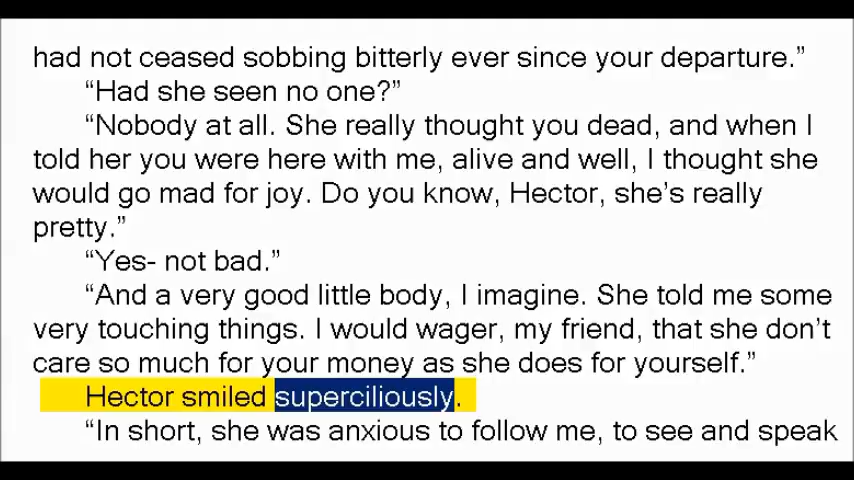 had not ceased sobbing bitterly ever since your departure.”
“Had she seen no one?”
“Nobody at all. She really thought you dead, and when I
told her you were here with me, alive and well, I thought she
would go mad for joy. Do you know, Hector, she’s really
pretty.”
“Yes- not bad.”
“And a very good little body, I imagine. She told me some
very touching things. I would wager, my friend, that she don’t
care so much for your money as she does for yourself.”
Hector smiled superciliously.
“In short, she was anxious to follow me, to see and speak